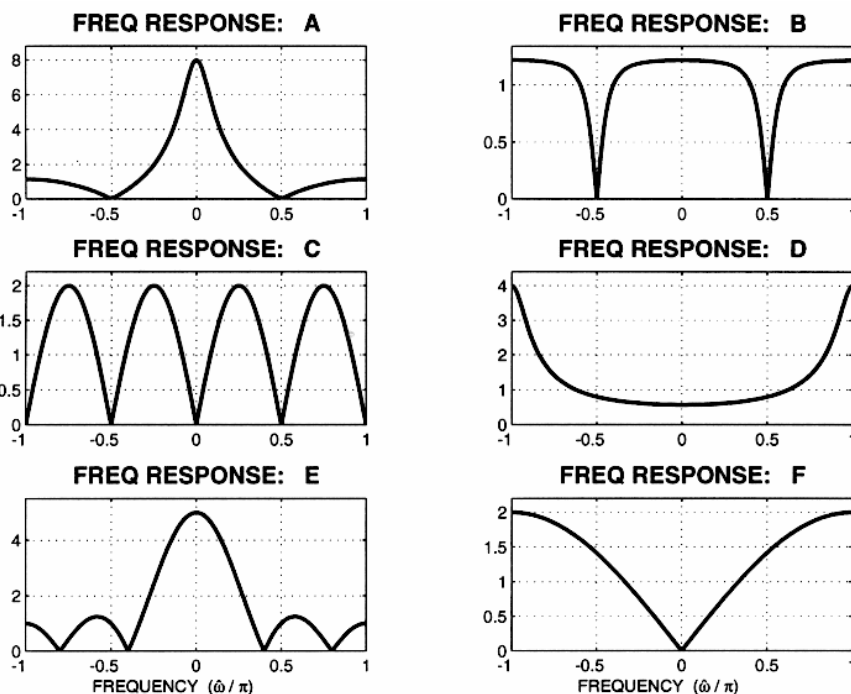 FREQ RESPONSE: A
8
6
4
2
0
-1 -0.5 0 0.5 1
FREQ RESPONSE: B
1
0.5
0
-1 -0.5 0 0.5 1
FREQ RESPONSE: C
2
1.5
1
0.5
0
-1 -0.5 0 0.5 1
FREQ RESPONSE: D
4
3
2
1
0
-1 -0.5 0 0.5 1
FREQ RESPONSE: E
4
2
0
-1 -0.5 0 0.5 1
FREQUENCY (ω̂ / π)
FREQ RESPONSE: F
2
1.5
1
0.5
0
-1 -0.5 0 0.5 1
FREQUENCY (ω̂ / π)